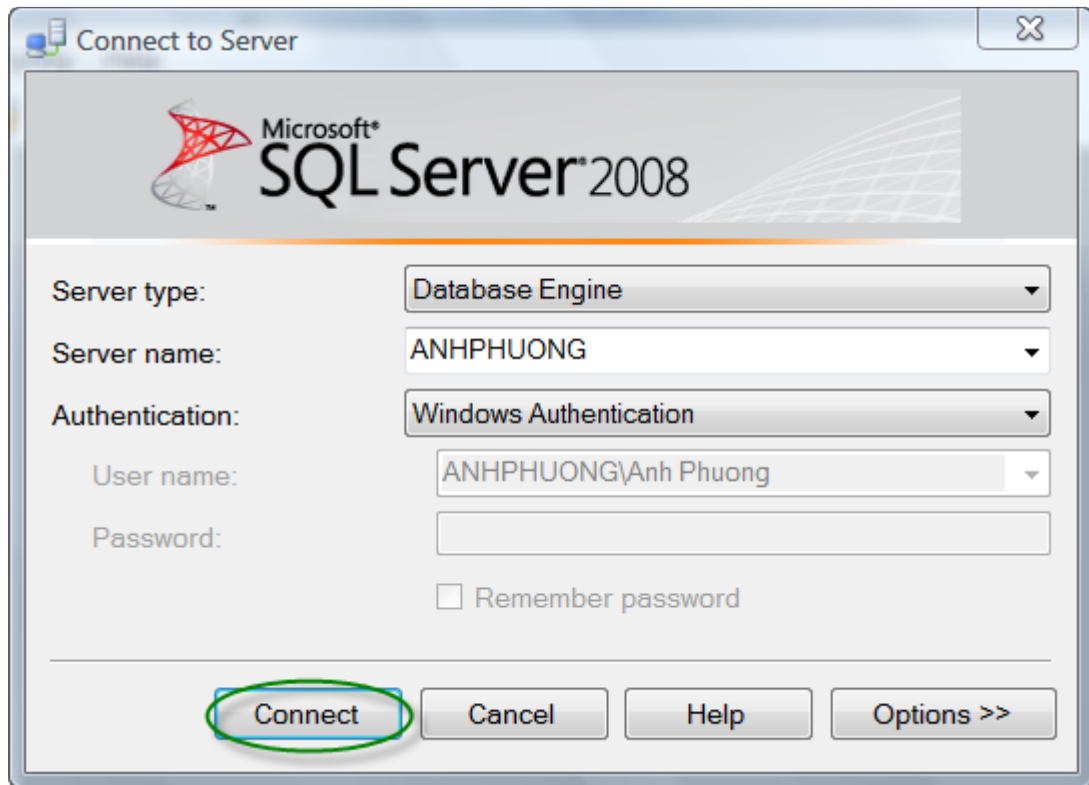 Connect to Server
Microsoft®
SQL Server® 2008
™
Server type: Database Engine
Server name: ANHPHUONG
Authentication: Windows Authentication
User name: ANHPHUONG\Anh Phuong
Password:
Remember password
Connect Cancel Help Options >>